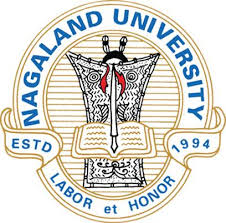 NAGALAND UNIVERSITY
ESTD 1994
LABOR et HONOR